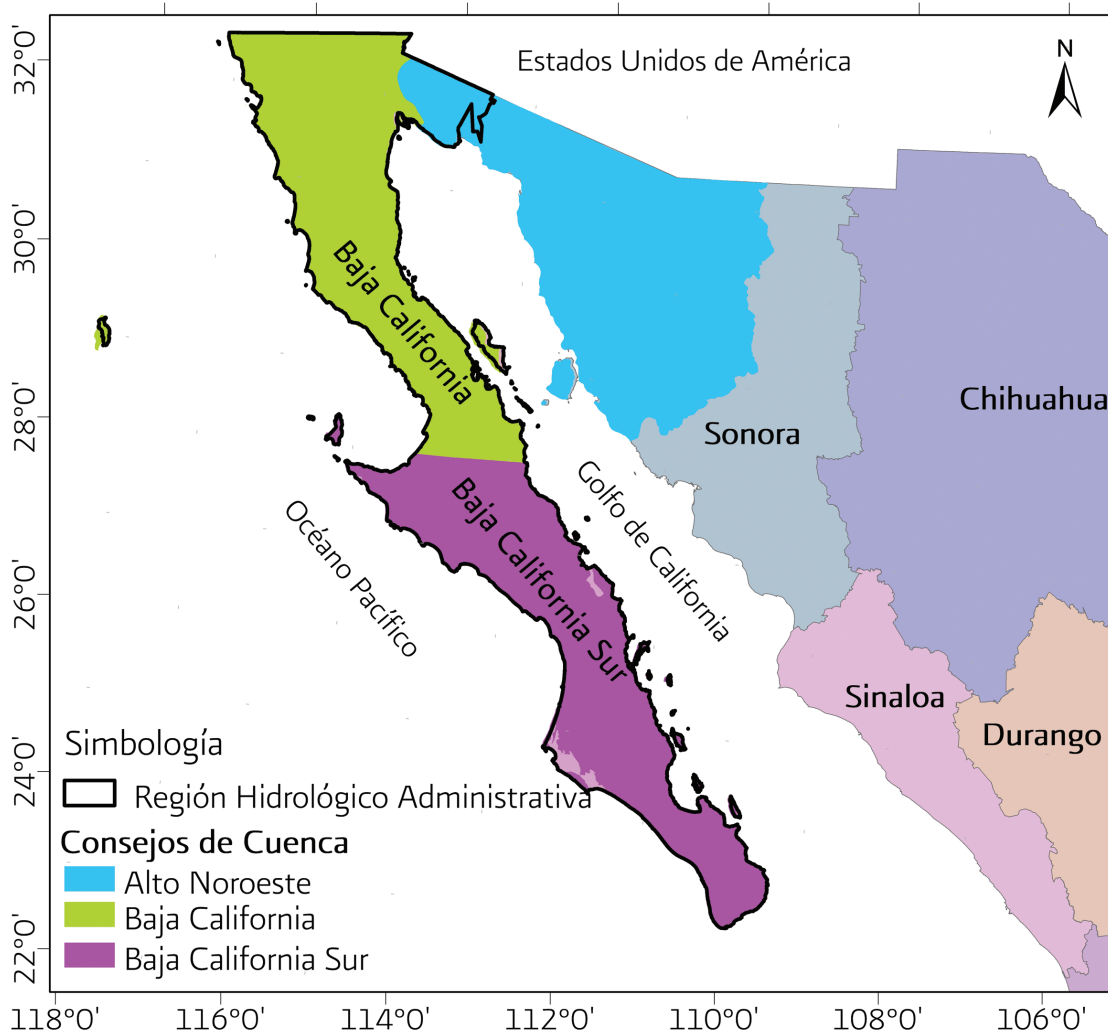 N
Estados Unidos de América
32°0'
30°0'
28°0'
26°0'
24°0'
22°0'
Baja California
Chihuahua
Sonora
Golfo de California
Baja California Sur
Océano Pacífico
Sinaloa
Durango
Simbología
Región Hidrológico Administrativa
Consejos de Cuenca
Alto Noroeste
Baja California
Baja California Sur
118°0' 116°0' 114°0' 112°0' 110°0' 108°0' 106°0'